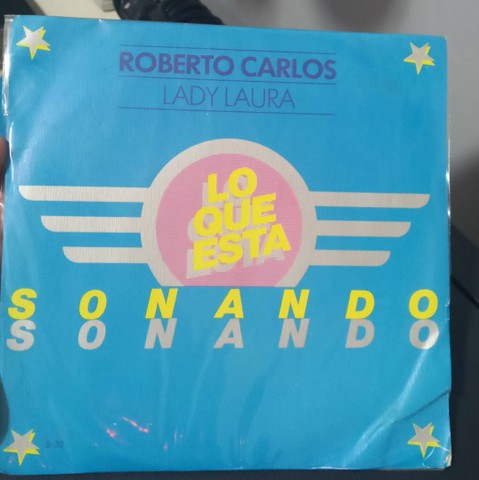 ROBERTO CARLOS
LADY LAURA
LO
QUE
ESTA
SONANDO
SONANDO